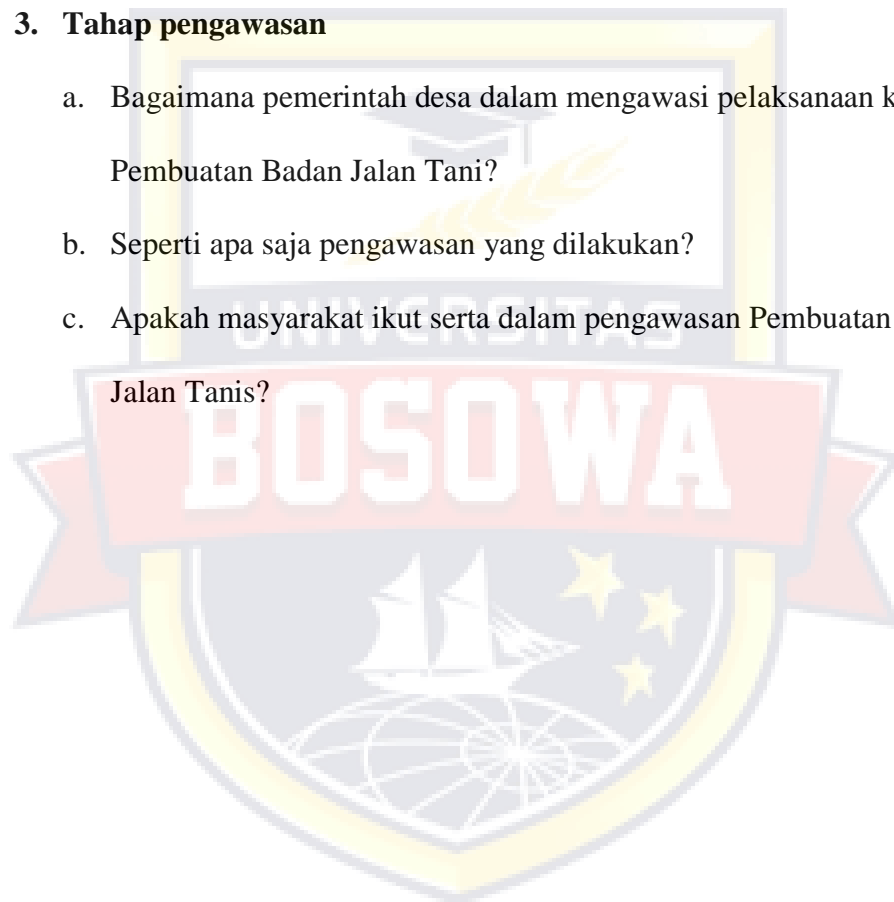 3. Tahap pengawasan
a. Bagaimana pemerintah desa dalam mengawasi pelaksanaan
Pembuatan Badan Jalan Tani?
b. Seperti apa saja pengawasan yang dilakukan?
UNIVERSITAS
c. Apakah masyarakat ikut serta dalam pengawasan Pembuatan
Jalan Tanis?
BOSOWA